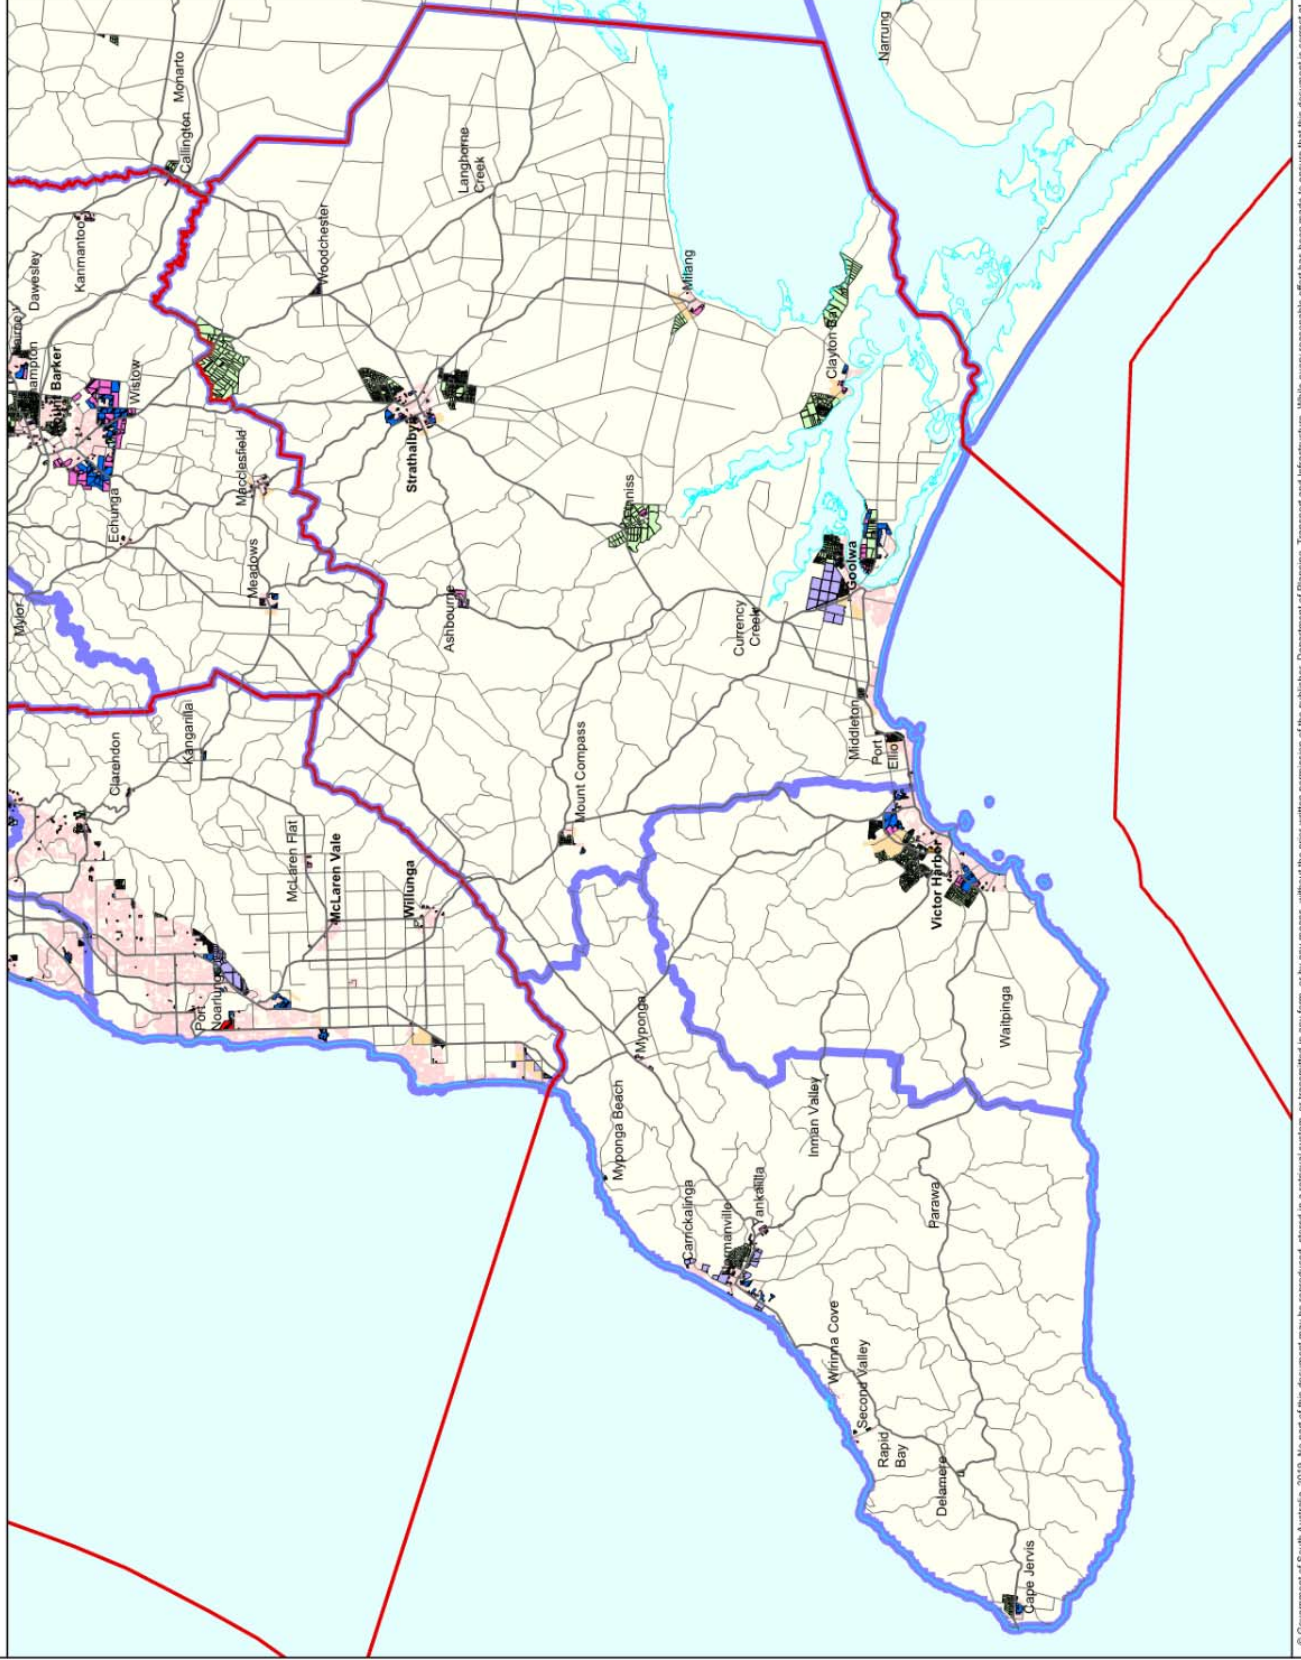 Narrung
Callington
Monarto
Langhorne
Creek
Kanmantoo
Dawesley
Woodchester
Milang
Clayton Bay
Barker
Wistow
Macclesfield
Strathalbyn
Echunga
Finniss
Meadows
Mylor
Ashbourne
Goolwa
Currency
Creek
Kangarilla
Clarendon
Middleton
Port
Elliot
Mount Compass
McLaren Flat
McLaren Vale
Willunga
Victor Harbor
Port
Noarlunga
Myponga
Waitpinga
Myponga Beach
Inman Valley
Carrickalinga
Normanville
Yankalilla
Parawa
Wirrina Cove
Second Valley
Rapid
Bay
Delamere
Cape Jervis